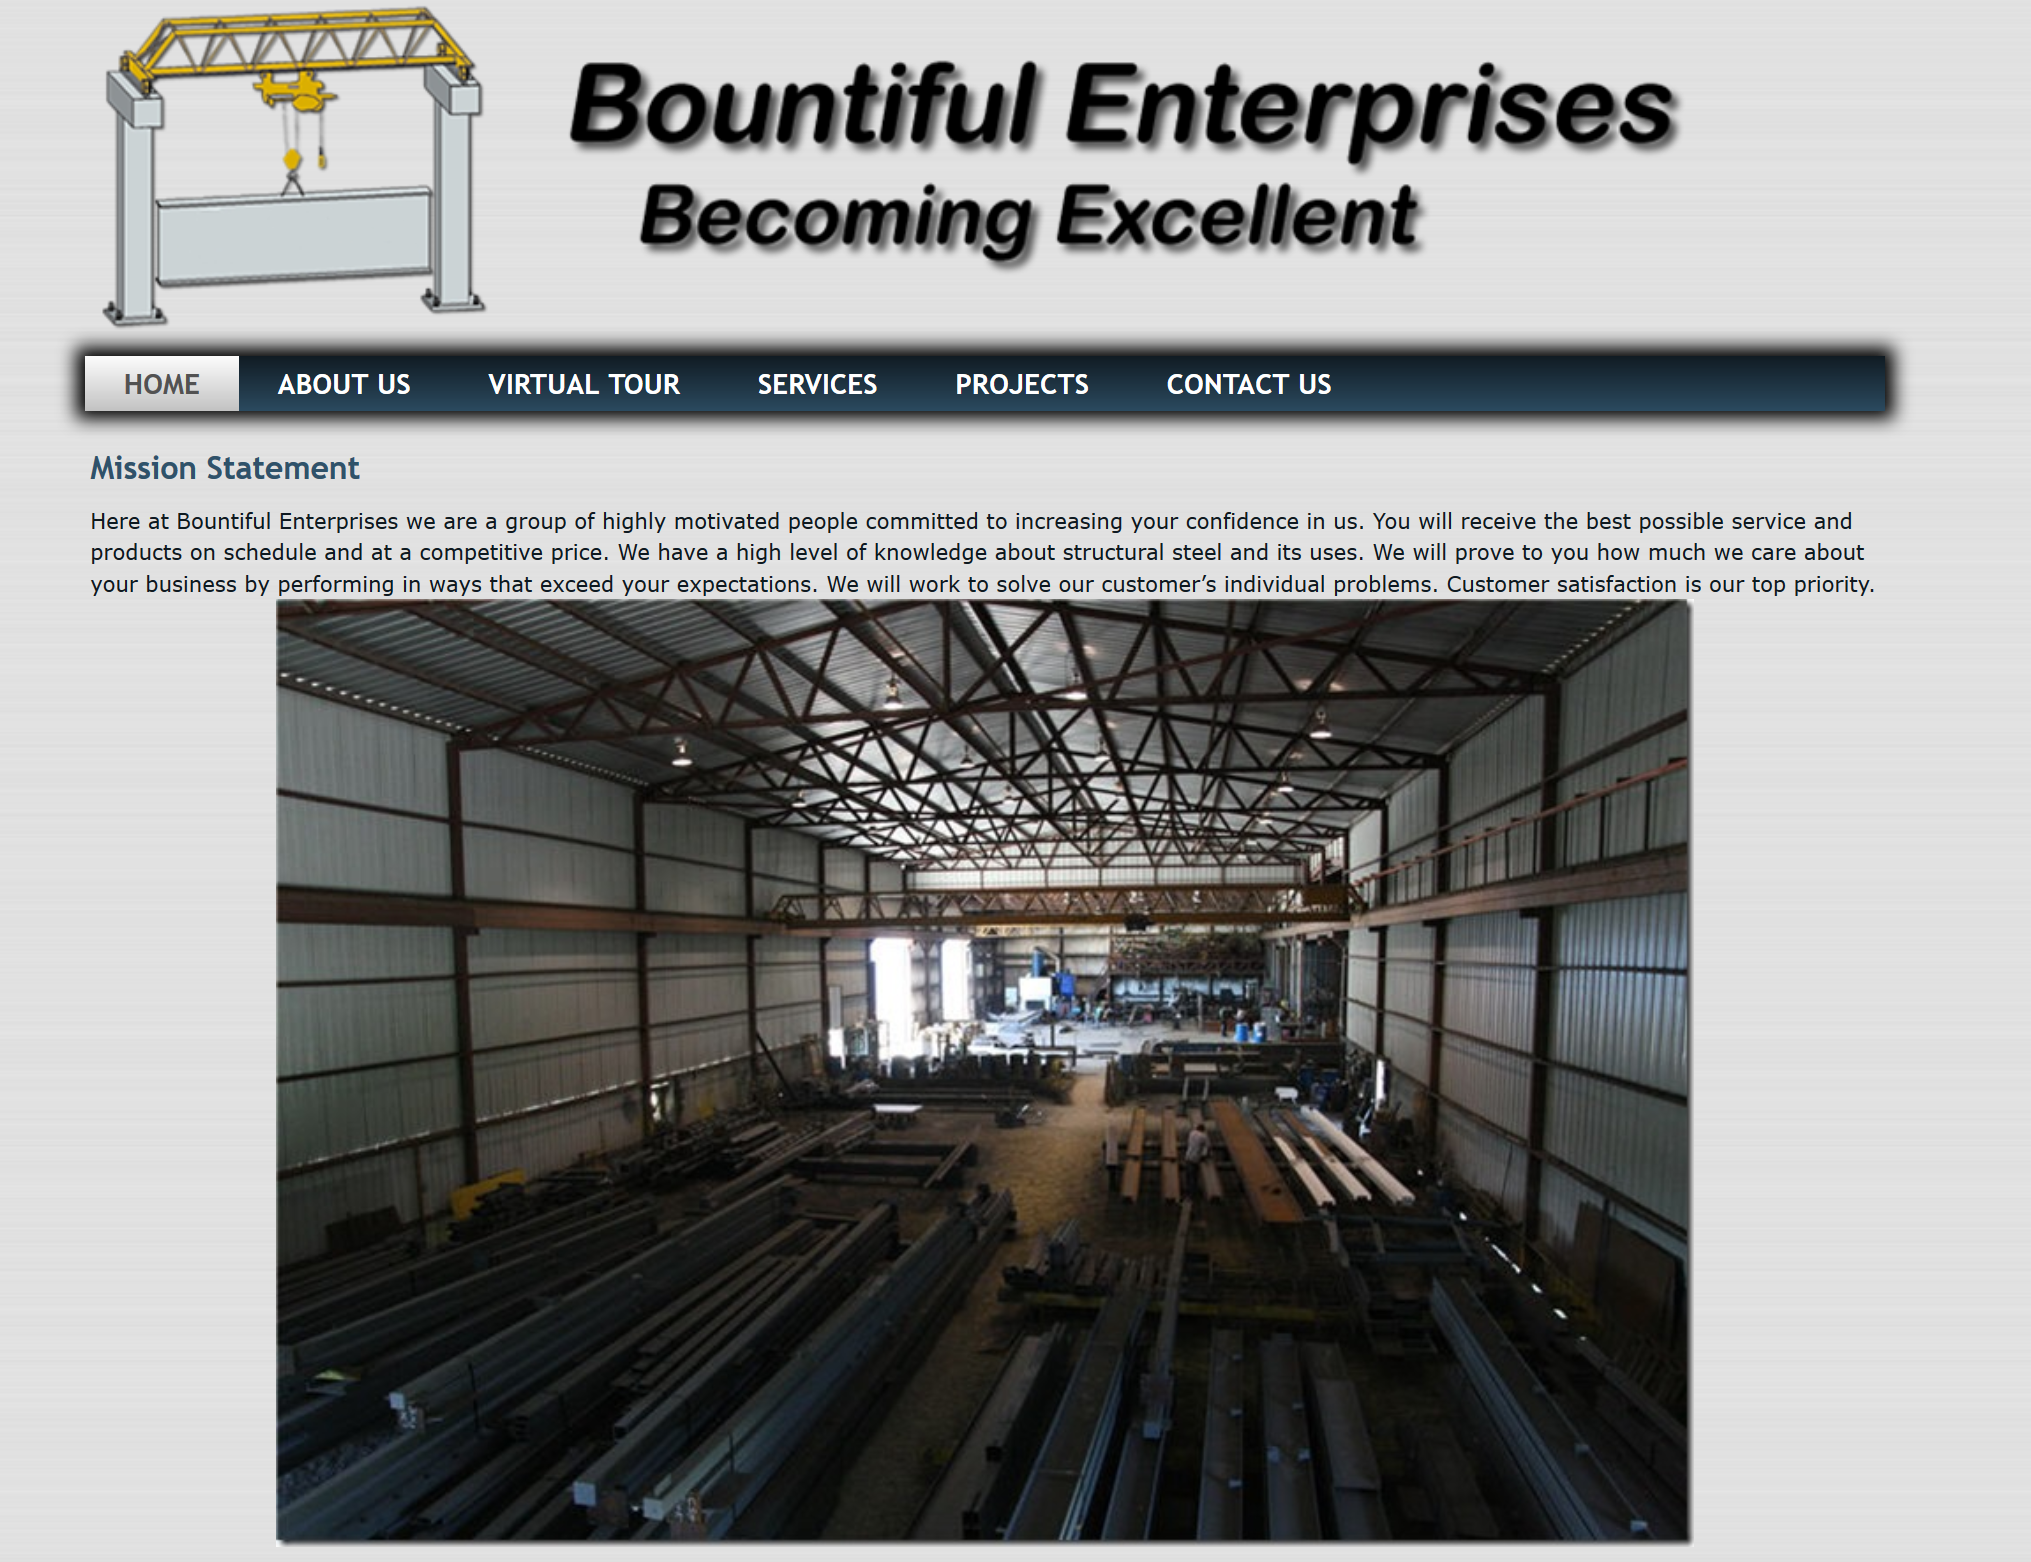 Bountiful Enterprises
Becoming Excellent
HOME ABOUT US VIRTUAL TOUR SERVICES PROJECTS CONTACT US
Mission Statement
Here at Bountiful Enterprises we are a group of highly motivated people committed to increasing your confidence in us. You will receive the best possible service and
products on schedule and at a competitive price. We have a high level of knowledge about structural steel and its uses. We will prove to you how much we care about
your business by performing in ways that exceed your expectations. We will work to solve our customer’s individual problems. Customer satisfaction is our top priority.